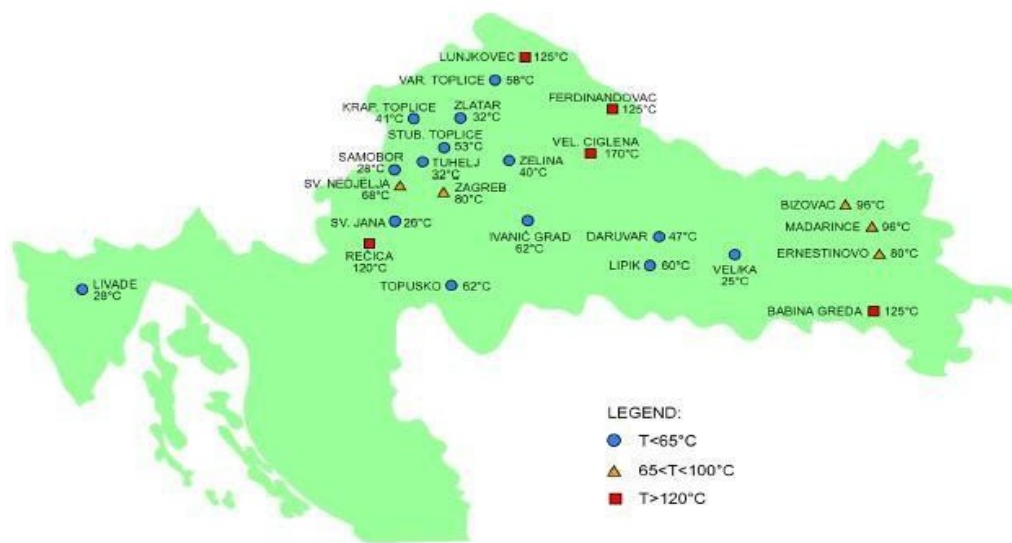 LUNJKOVEC 125°C
VAR. TOPLICE 58°C
KRAP. TOPLICE
41°C
ZLATAR
32°C
FERDINANDOVAC
125°C
STUB. TOPLICE
53°C
VEL. CIGLENA
170°C
SAMOBOR
28°C
TUHELJ
32°C
ZELINA
40°C
SV. NEDJELJA
68°C
ZAGREB
80°C
BIZOVAC 96°C
SV. JANA 26°C
IVANIĆ GRAD
62°C
MADARINCE 96°C
DARUVAR 47°C
REČICA
120°C
ERNESTINOVO 80°C
LIPIK 60°C
VELIKA
25°C
LIVADE
28°C
TOPUSKO 62°C
BABINA GREDA 125°C
LEGEND:
T<65°C
65<T<100°C
T>120°C